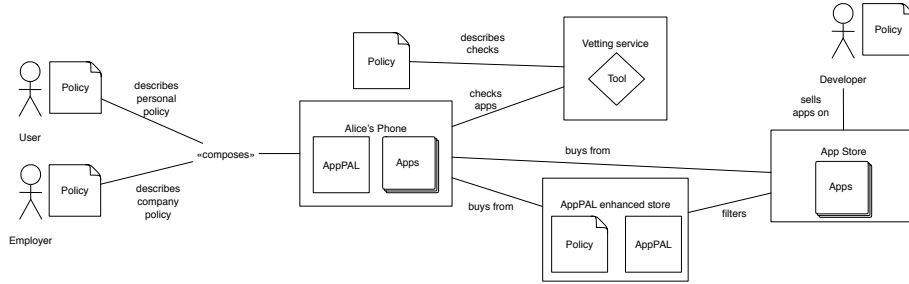 Policy
User
describes
personal
policy
Policy
Employer
describes
company
policy
«composes»
Alice's Phone
AppPAL
Apps
Policy
describes
checks
checks
apps
Vetting service
Tool
buys from
buys from
AppPAL enhanced store
Policy
AppPAL
filters
Policy
Developer
sells
apps on
App Store
Apps